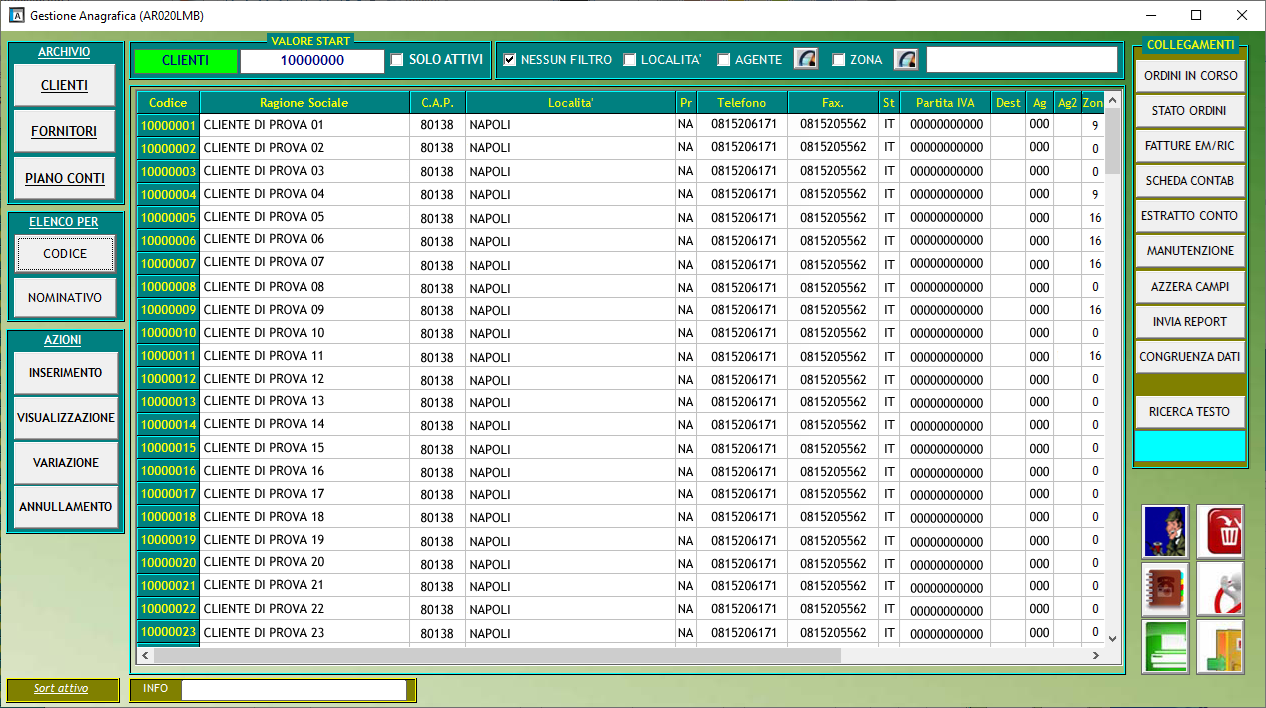 Gestione Anagrafica (AR020LMB)
ARCHIVIO
CLIENTI
FORNITORI
PIANO CONTI
ELENCO PER
CODICE
NOMINATIVO
AZIONI
INSERIMENTO
VISUALIZZAZIONE
VARIAZIONE
ANNULLAMENTO
Sort attivo
VALORE START
CLIENTI 10000000 SOLO ATTIVI NESSUN FILTRO LOCALITA' AGENTE ZONA
Codice Ragione Sociale C.A.P. Localita' Pr Telefono Fax. St Partita IVA Dest Ag Ag2 Zon
10000001 CLIENTE DI PROVA 01 80138 NAPOLI NA 0815206171 0815205562 IT 00000000000 000 9
10000002 CLIENTE DI PROVA 02 80138 NAPOLI NA 0815206171 0815205562 IT 00000000000 000 0
10000003 CLIENTE DI PROVA 03 80138 NAPOLI NA 0815206171 0815205562 IT 00000000000 000 0
10000004 CLIENTE DI PROVA 04 80138 NAPOLI NA 0815206171 0815205562 IT 00000000000 000 9
10000005 CLIENTE DI PROVA 05 80138 NAPOLI NA 0815206171 0815205562 IT 00000000000 000 16
10000006 CLIENTE DI PROVA 06 80138 NAPOLI NA 0815206171 0815205562 IT 00000000000 000 16
10000007 CLIENTE DI PROVA 07 80138 NAPOLI NA 0815206171 0815205562 IT 00000000000 000 16
10000008 CLIENTE DI PROVA 08 80138 NAPOLI NA 0815206171 0815205562 IT 00000000000 000 0
10000009 CLIENTE DI PROVA 09 80138 NAPOLI NA 0815206171 0815205562 IT 00000000000 000 16
10000010 CLIENTE DI PROVA 10 80138 NAPOLI NA 0815206171 0815205562 IT 00000000000 000 0
10000011 CLIENTE DI PROVA 11 80138 NAPOLI NA 0815206171 0815205562 IT 00000000000 000 16
10000012 CLIENTE DI PROVA 12 80138 NAPOLI NA 0815206171 0815205562 IT 00000000000 000 0
10000013 CLIENTE DI PROVA 13 80138 NAPOLI NA 0815206171 0815205562 IT 00000000000 000 0
10000014 CLIENTE DI PROVA 14 80138 NAPOLI NA 0815206171 0815205562 IT 00000000000 000 0
10000015 CLIENTE DI PROVA 15 80138 NAPOLI NA 0815206171 0815205562 IT 00000000000 000 0
10000016 CLIENTE DI PROVA 16 80138 NAPOLI NA 0815206171 0815205562 IT 00000000000 000 0
10000017 CLIENTE DI PROVA 17 80138 NAPOLI NA 0815206171 0815205562 IT 00000000000 000 0
10000018 CLIENTE DI PROVA 18 80138 NAPOLI NA 0815206171 0815205562 IT 00000000000 000 0
10000019 CLIENTE DI PROVA 19 80138 NAPOLI NA 0815206171 0815205562 IT 00000000000 000 0
10000020 CLIENTE DI PROVA 20 80138 NAPOLI NA 0815206171 0815205562 IT 00000000000 000 0
10000021 CLIENTE DI PROVA 21 80138 NAPOLI NA 0815206171 0815205562 IT 00000000000 000 0
10000022 CLIENTE DI PROVA 22 80138 NAPOLI NA 0815206171 0815205562 IT 00000000000 000 0
10000023 CLIENTE DI PROVA 23 80138 NAPOLI NA 0815206171 0815205562 IT 00000000000 000 0
INFO
COLLEGAMENTI
ORDINI IN CORSO
STATO ORDINI
FATTURE EM/RIC
SCHEDA CONTAB
ESTRATTO CONTO
MANUTENZIONE
AZZERA CAMPI
INVIA REPORT
CONGRUENZA DATI
RICERCA TESTO